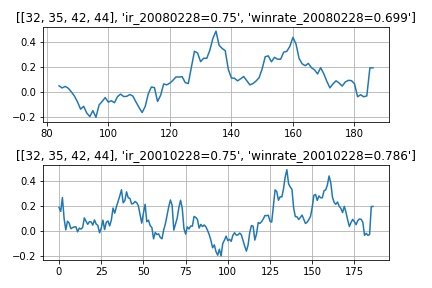 [[32, 35, 42, 44], 'ir_20080228=0.75', 'winrate_20080228=0.699']
0.4
0.2
0.0
−0.2
80 100 120 140 160 180
[[32, 35, 42, 44], 'ir_20010228=0.75', 'winrate_20010228=0.786']
0.4
0.2
0.0
−0.2
0 25 50 75 100 125 150 175